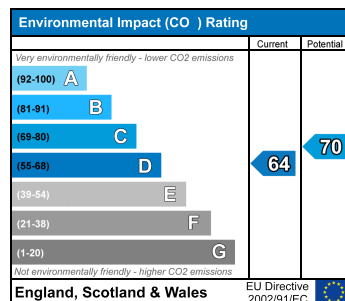 Environmental Impact (CO  ) Rating
Current Potential
Very environmentally friendly - lower CO2 emissions
(92-100) A
(81-91) B
(69-80) C
70
(55-68) D
64
(39-54) E
(21-38) F
(1-20) G
Not environmentally friendly - higher CO2 emissions
England, Scotland & Wales
EU Directive
2002/91/EC